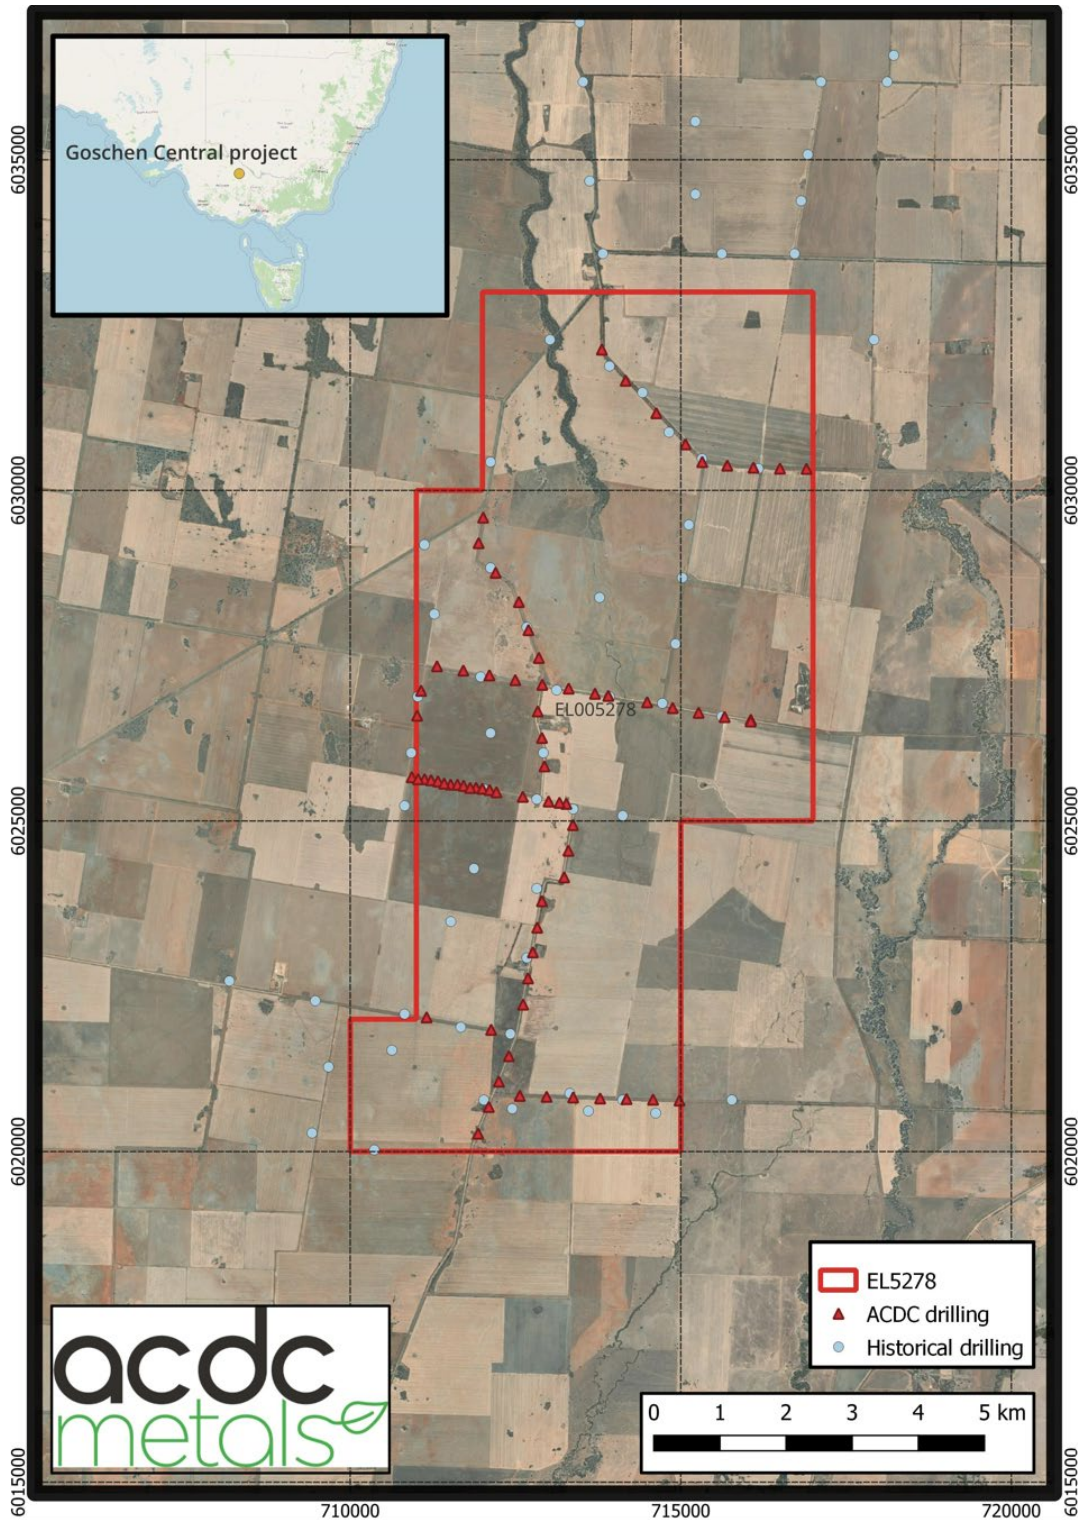 Goschen Central project
EL005278
EL5278
ACDC drilling
Historical drilling
0 1 2 3 4 5 km
acdc
metals
6035000
6030000
6025000
6020000
6015000
6035000
6030000
6025000
6020000
6015000
710000 715000 720000